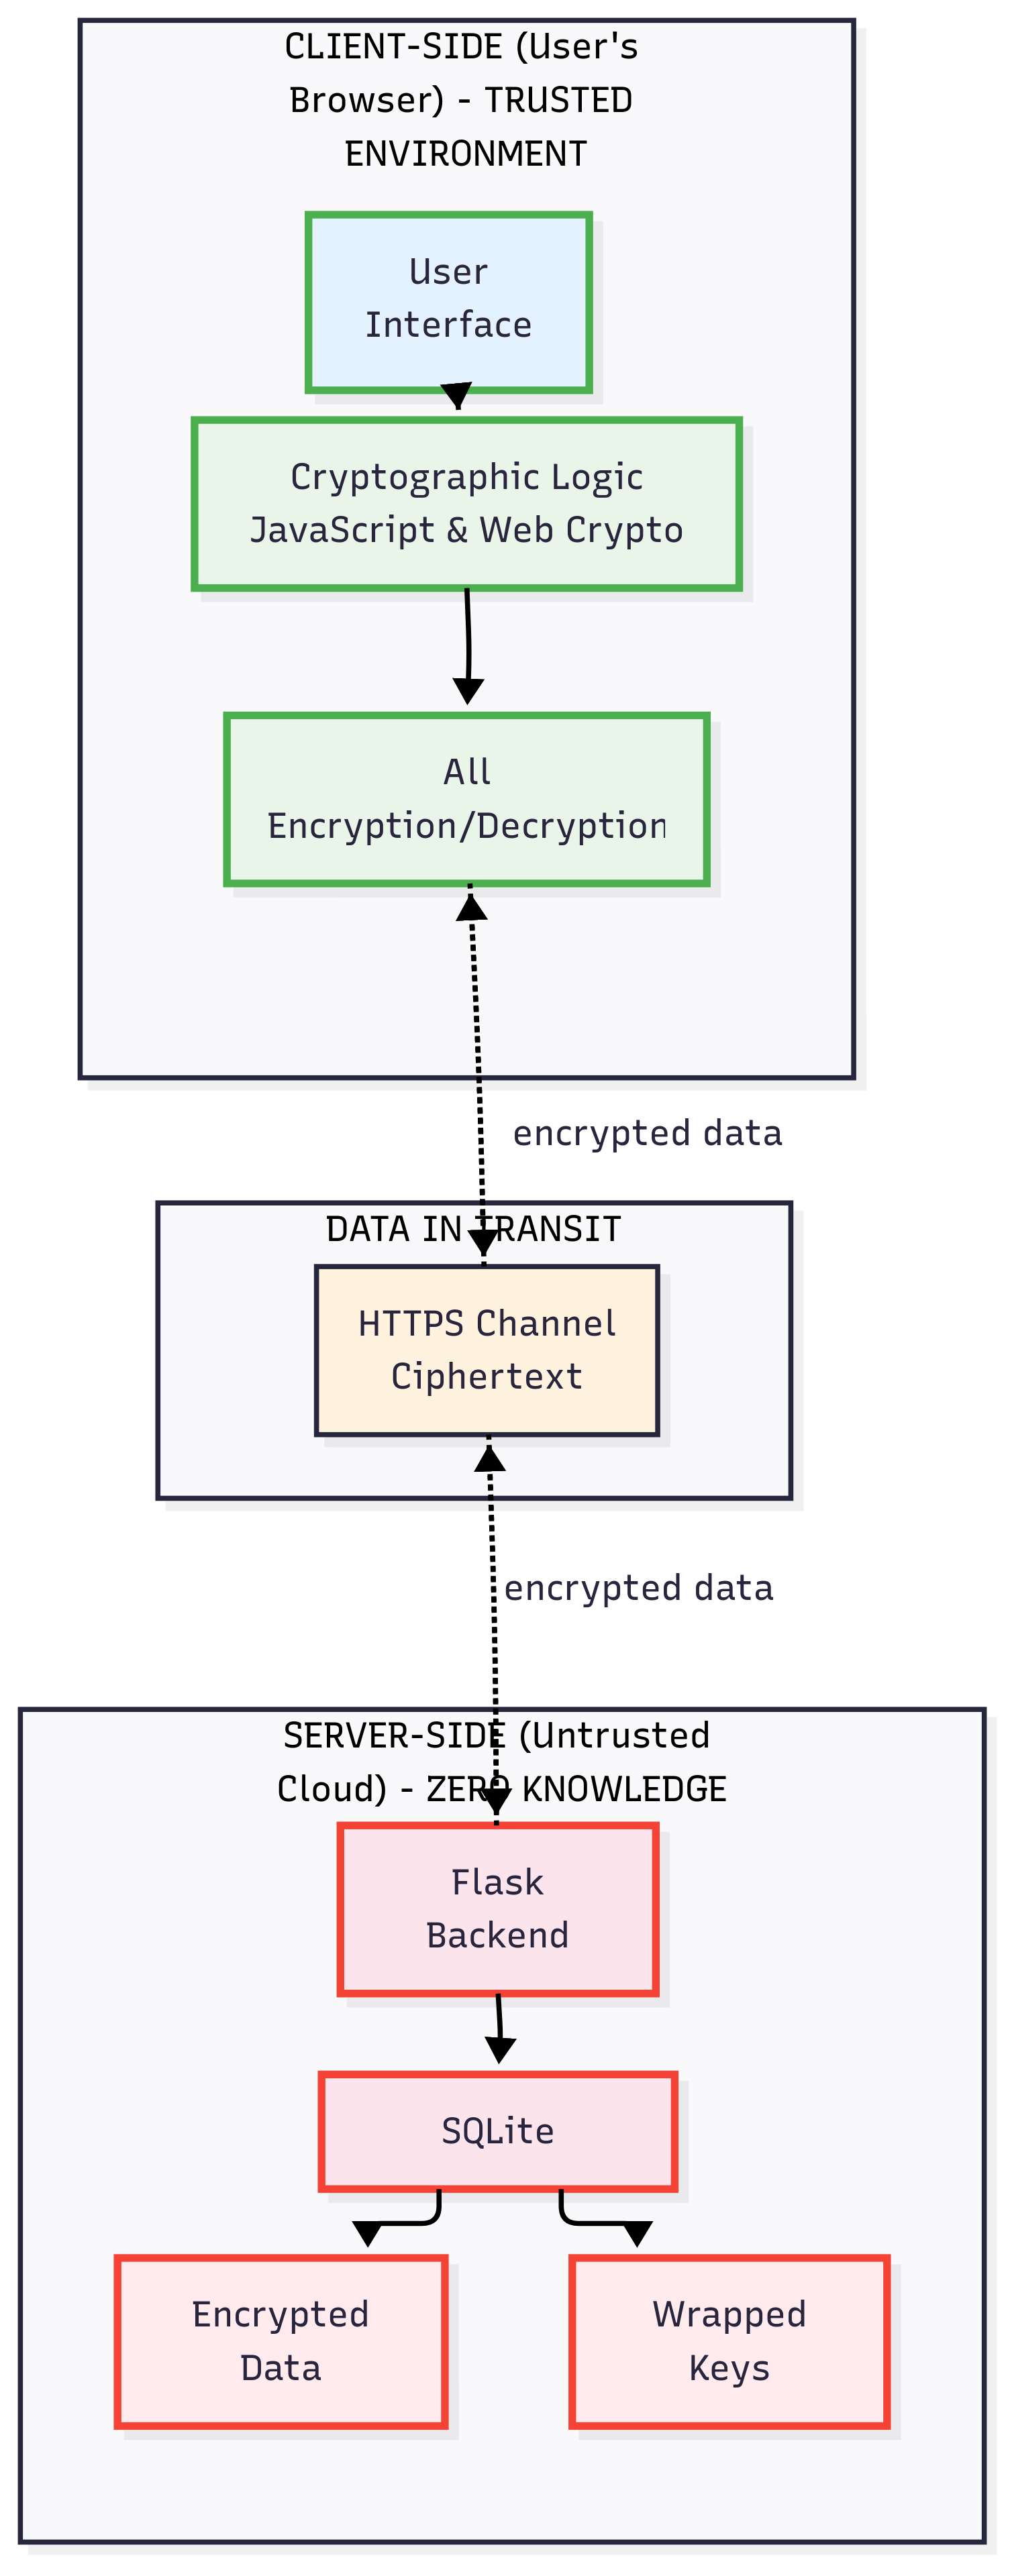 CLIENT-SIDE (User's
Browser) - TRUSTED
ENVIRONMENT
User
Interface
Cryptographic Logic
JavaScript & Web Crypto
All
Encryption/Decryption
encrypted data
DATA IN TRANSIT
HTTPS Channel
Ciphertext
encrypted data
SERVER-SIDE (Untrusted
Cloud) - ZERO KNOWLEDGE
Flask
Backend
SQLite
Encrypted
Data
Wrapped
Keys